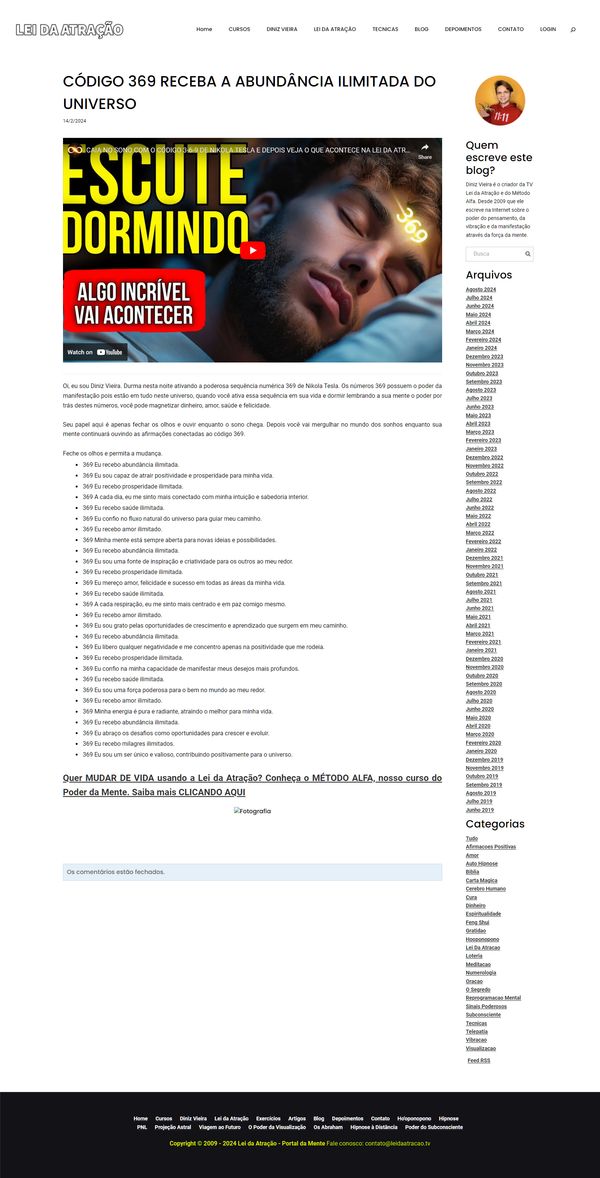 LEI DA ATRAÇÃO
Home CURSOS DINIZ VIEIRA LEI DA ATRAÇÃO TECNICAS BLOG DEPOIMENTOS CONTATO LOGIN
CÓDIGO 369 RECEBA A ABUNDÂNCIA ILIMITADA DO
UNIVERSO
14/2/2024
CAIA NO SONO COM O CÓDIGO 3-6-9 DE NIKOLA TESLA E DEPOIS VEJA O QUE ACONTECE NA LEI DA ATR...
Share
ESCUTE
DORMINDO
369
ALGO INCRÍVEL
VAI ACONTECER
Watch on YouTube
Oi, eu sou Diniz Vieira. Durma nesta noite ativando a poderosa sequência numérica 369 de Nikola Tesla. Os números 369 possuem o poder da
manifestação pois estão em tudo neste universo, quando você ativa essa sequência em sua vida e dormir lembrando a sua mente o poder por
trás destes números, você pode magnetizar dinheiro, amor, saúde e felicidade.
Seu papel aqui é apenas fechar os olhos e ouvir enquanto o sono chega. Depois você vai mergulhar no mundo dos sonhos enquanto sua
mente continuará ouvindo as afirmações conectadas ao código 369.
Feche os olhos e permita a mudança.
369 Eu recebo abundância ilimitada.
369 Eu sou capaz de atrair positividade e prosperidade para minha vida.
369 Eu recebo prosperidade ilimitada.
369 A cada dia, eu me sinto mais conectado com minha intuição e sabedoria interior.
369 Eu recebo saúde ilimitada.
369 Eu confio no fluxo natural do universo para guiar meu caminho.
369 Eu recebo amor ilimitado.
369 Minha mente está sempre aberta para novas ideias e possibilidades.
369 Eu recebo abundância ilimitada.
369 Eu sou uma fonte de inspiração e criatividade para os outros ao meu redor.
369 Eu recebo prosperidade ilimitada.
369 Eu mereço amor, felicidade e sucesso em todas as áreas da minha vida.
369 Eu recebo saúde ilimitada.
369 A cada respiração, eu me sinto mais centrado e em paz comigo mesmo.
369 Eu recebo amor ilimitado.
369 Eu sou grato pelas oportunidades de crescimento e aprendizado que surgem em meu caminho.
369 Eu recebo abundância ilimitada.
369 Eu libero qualquer negatividade e me concentro apenas na positividade que me rodeia.
369 Eu recebo prosperidade ilimitada.
369 Eu confio na minha capacidade de manifestar meus desejos mais profundos.
369 Eu recebo saúde ilimitada.
369 Eu sou uma força poderosa para o bem no mundo ao meu redor.
369 Eu recebo amor ilimitado.
369 Minha energia é pura e radiante, atraindo o melhor para minha vida.
369 Eu recebo abundância ilimitada.
369 Eu abraço os desafios como oportunidades para crescer e evoluir.
369 Eu recebo milagres ilimitados.
369 Eu sou um ser único e valioso, contribuindo positivamente para o universo.
Quer MUDAR DE VIDA usando a Lei da Atração? Conheça o MÉTODO ALFA, nosso curso do
Poder da Mente. Saiba mais CLICANDO AQUI
Fotografia
Os comentários estão fechados.
11:11
Quem
escreve este
blog?
Diniz Vieira é o criador da TV
Lei da Atração e do Método
Alfa. Desde 2009 que ele
escreve na Internet sobre o
poder do pensamento, da
vibração e da manifestação
através da força da mente.
Busca
Arquivos
Agosto 2024
Julho 2024
Junho 2024
Maio 2024
Abril 2024
Março 2024
Fevereiro 2024
Janeiro 2024
Dezembro 2023
Novembro 2023
Outubro 2023
Setembro 2023
Agosto 2023
Julho 2023
Junho 2023
Maio 2023
Abril 2023
Março 2023
Fevereiro 2023
Janeiro 2023
Dezembro 2022
Novembro 2022
Outubro 2022
Setembro 2022
Agosto 2022
Julho 2022
Junho 2022
Maio 2022
Abril 2022
Março 2022
Fevereiro 2022
Janeiro 2022
Dezembro 2021
Novembro 2021
Outubro 2021
Setembro 2021
Agosto 2021
Julho 2021
Junho 2021
Maio 2021
Abril 2021
Março 2021
Fevereiro 2021
Janeiro 2021
Dezembro 2020
Novembro 2020
Outubro 2020
Setembro 2020
Agosto 2020
Julho 2020
Junho 2020
Maio 2020
Abril 2020
Março 2020
Fevereiro 2020
Janeiro 2020
Dezembro 2019
Novembro 2019
Outubro 2019
Setembro 2019
Agosto 2019
Julho 2019
Junho 2019
Categorias
Tudo
Afirmacoes Positivas
Amor
Auto Hipnose
Biblia
Carta Magica
Cerebro Humano
Cura
Dinheiro
Espiritualidade
Feng Shui
Gratidao
Hooponopono
Lei Da Atracao
Loteria
Meditacao
Numerologia
Oracao
O Segredo
Reprogramacao Mental
Sinais Poderosos
Subconsciente
Tecnicas
Telepatia
Vibracao
Visualizacao
Feed RSS
Home Cursos Diniz Vieira Lei da Atração Exercícios Artigos Blog Depoimentos Contato Ho'oponopono Hipnose
PNL Projeção Astral Viagem ao Futuro O Poder da Visualização Os Abraham Hipnose à Distância Poder do Subconsciente
Copyright © 2009 - 2024 Lei da Atração - Portal da Mente Fale conosco: contato@leidaatracao.tv